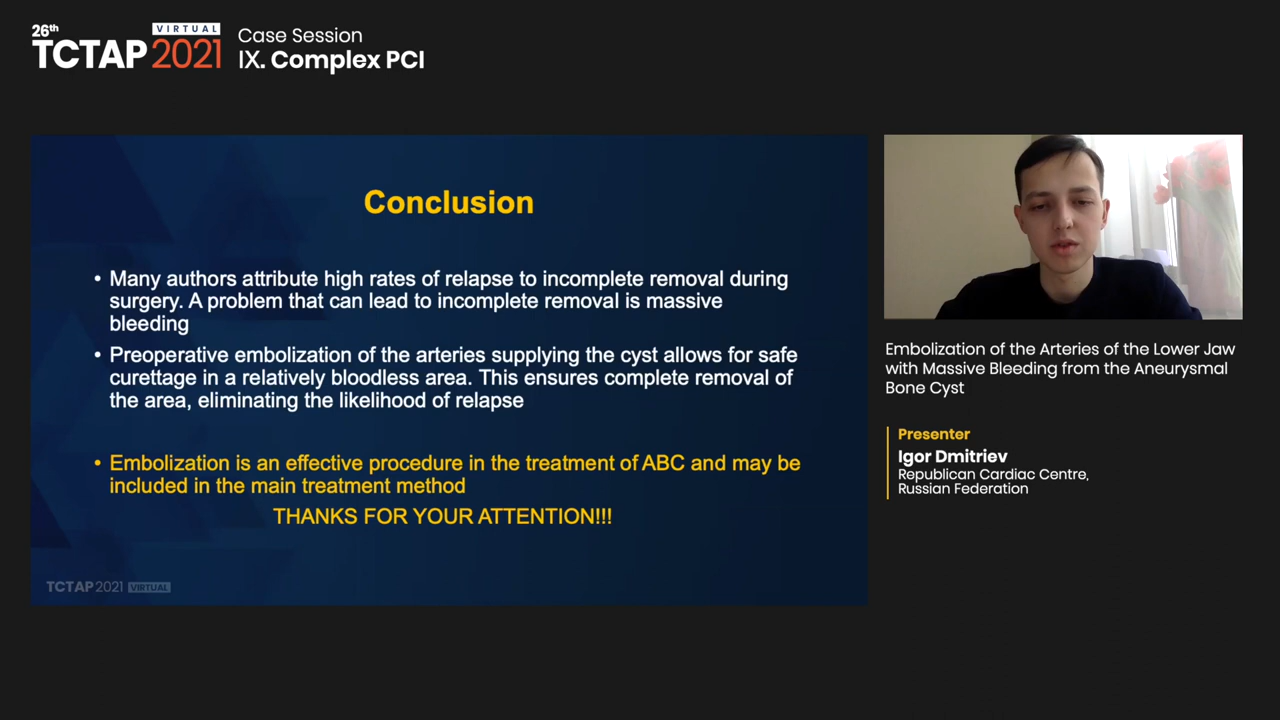 26th
VIRTUAL
TCTAP 2021
Case Session
IX. Complex PCI
Conclusion
• Many authors attribute high rates of relapse to incomplete removal during
surgery. A problem that can lead to incomplete removal is massive
bleeding
• Preoperative embolization of the arteries supplying the cyst allows for safe
curettage in a relatively bloodless area. This ensures complete removal of
the area, eliminating the likelihood of relapse
• Embolization is an effective procedure in the treatment of ABC and may be
included in the main treatment method
THANKS FOR YOUR ATTENTION!!!
TCTAP 2021 VIRTUAL
Embolization of the Arteries of the Lower Jaw
with Massive Bleeding from the Aneurysmal
Bone Cyst
Presenter
Igor Dmitriev
Republican Cardiac Centre,
Russian Federation